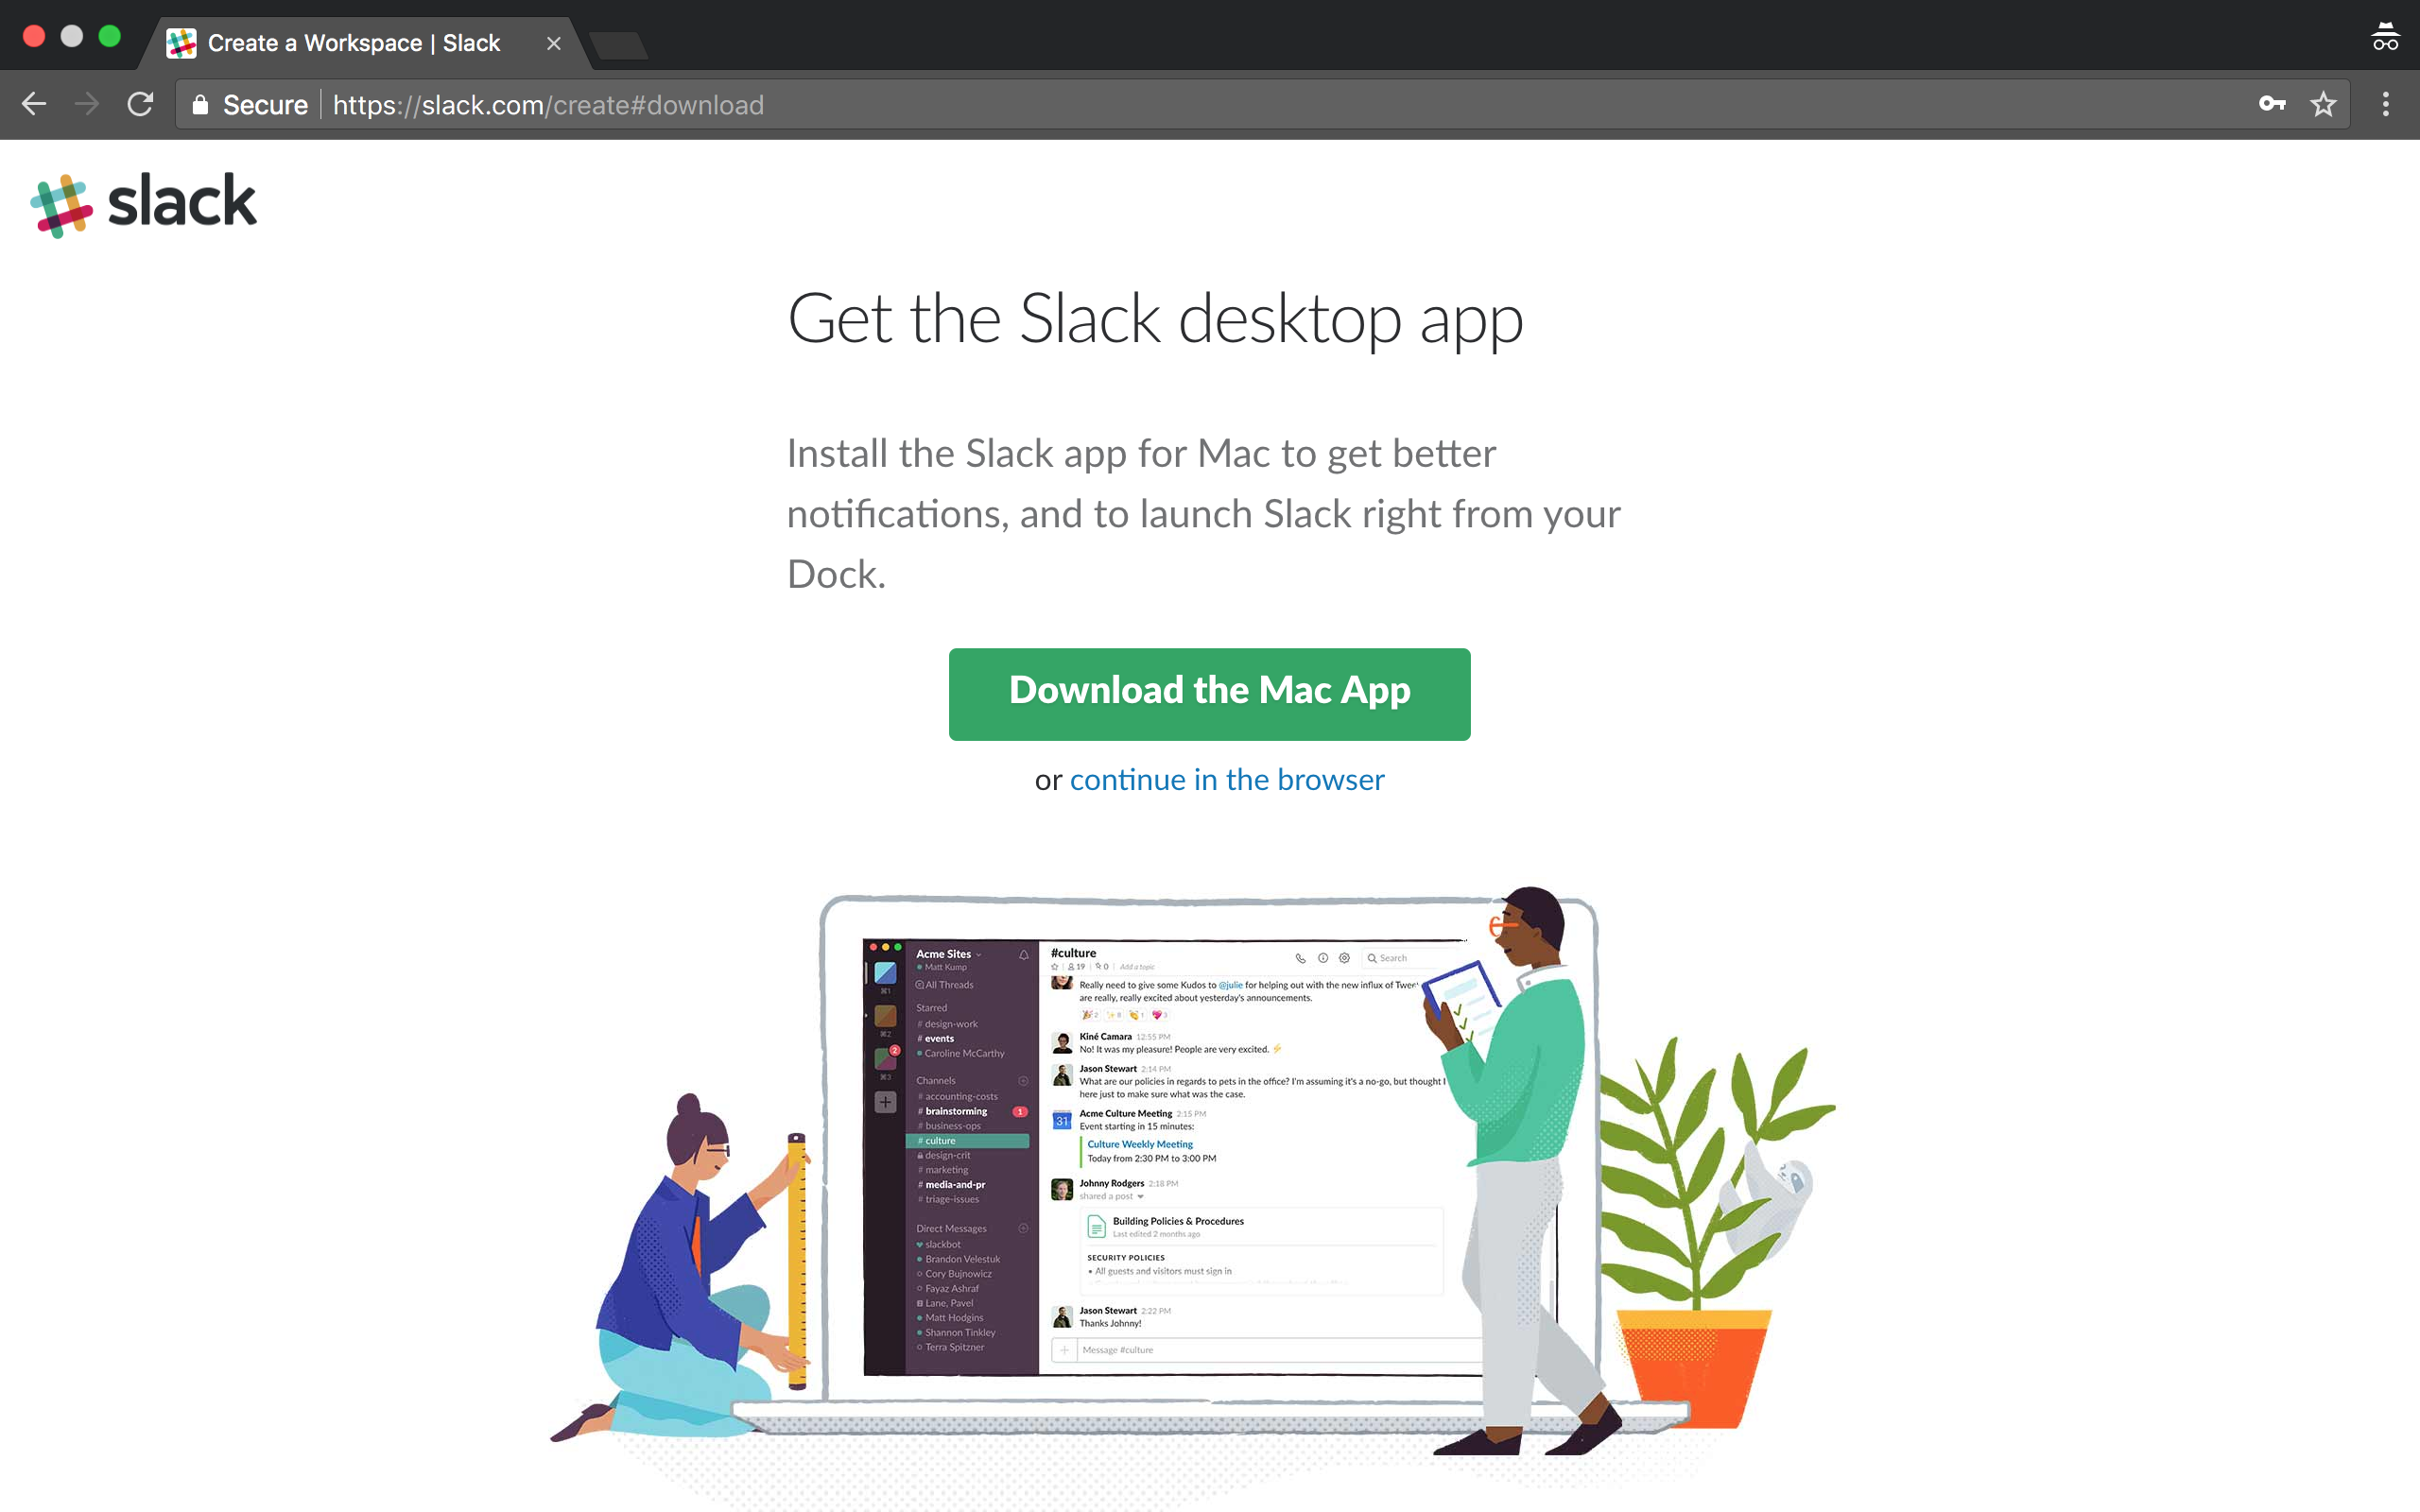 Create a Workspace | Slack
Secure
https://slack.com/create#download
slack
Get the Slack desktop app
Install the Slack app for Mac to get better
notifications, and to launch Slack right from your
Dock.
Download the Mac App
or continue in the browser
Acme Sites
Matt Kump
All Threads
Starred
# design-work
# events
Caroline McCarthy
Channels
# accounting-costs
# brainstorming 1
# business-ops
# culture
design-crit
# marketing
# media-and-pr
# triage-issues
Direct Messages
slackbot
Brandon Velestuk
Cory Bujnowicz
Fayaz Ashraf
Lane, Pavel
Matt Hodgins
Shannon Tinkley
Terra Spitzner
⌘1
⌘2
2
⌘3
#culture
19 | 0 | Add a topic
Search
Really need to give some Kudos to @julie for helping out with the new influx of
are really, really excited about yesterday's announcements.
2 8 1 3
Kiné Camara 12:55 PM
No! It was my pleasure! People are very excited. ⚡
Jason Stewart 2:14 PM
What are our policies in regards to pets in the office? I'm assuming it's a no-go, but thought I
here just to make sure what was the case.
31
Acme Culture Meeting 2:15 PM
Event starting in 15 minutes:
Culture Weekly Meeting
Today from 2:30 PM to 3:00 PM
Johnny Rodgers 2:18 PM
shared a post
Building Policies & Procedures
Last edited 2 months ago
SECURITY POLICIES
• All guests and visitors must sign in
Jason Stewart 2:22 PM
Thanks Johnny!
Message #culture